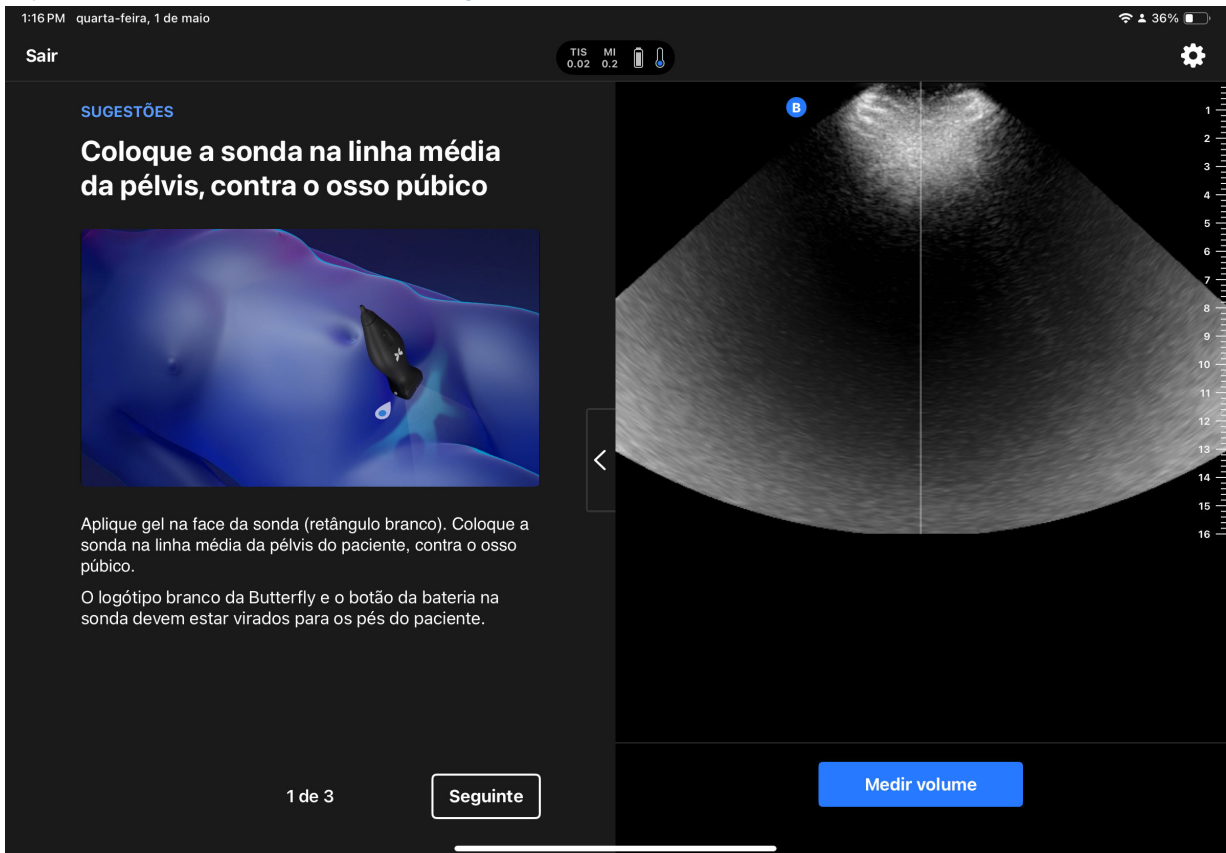 1:16 PM quarta-feira, 1 de maio
36%
Sair
TIS MI
0.02 0.2
SUGESTÕES
Coloque a sonda na linha média
da pélvis, contra o osso púbico
Aplique gel na face da sonda (retângulo branco). Coloque a
sonda na linha média da pélvis do paciente, contra o osso
púbico.
O logótipo branco da Butterfly e o botão da bateria na
sonda devem estar virados para os pés do paciente.
1 de 3
Seguinte
B
1
2
3
4
5
6
7
8
9
10
11
12
13
14
15
16
Medir volume